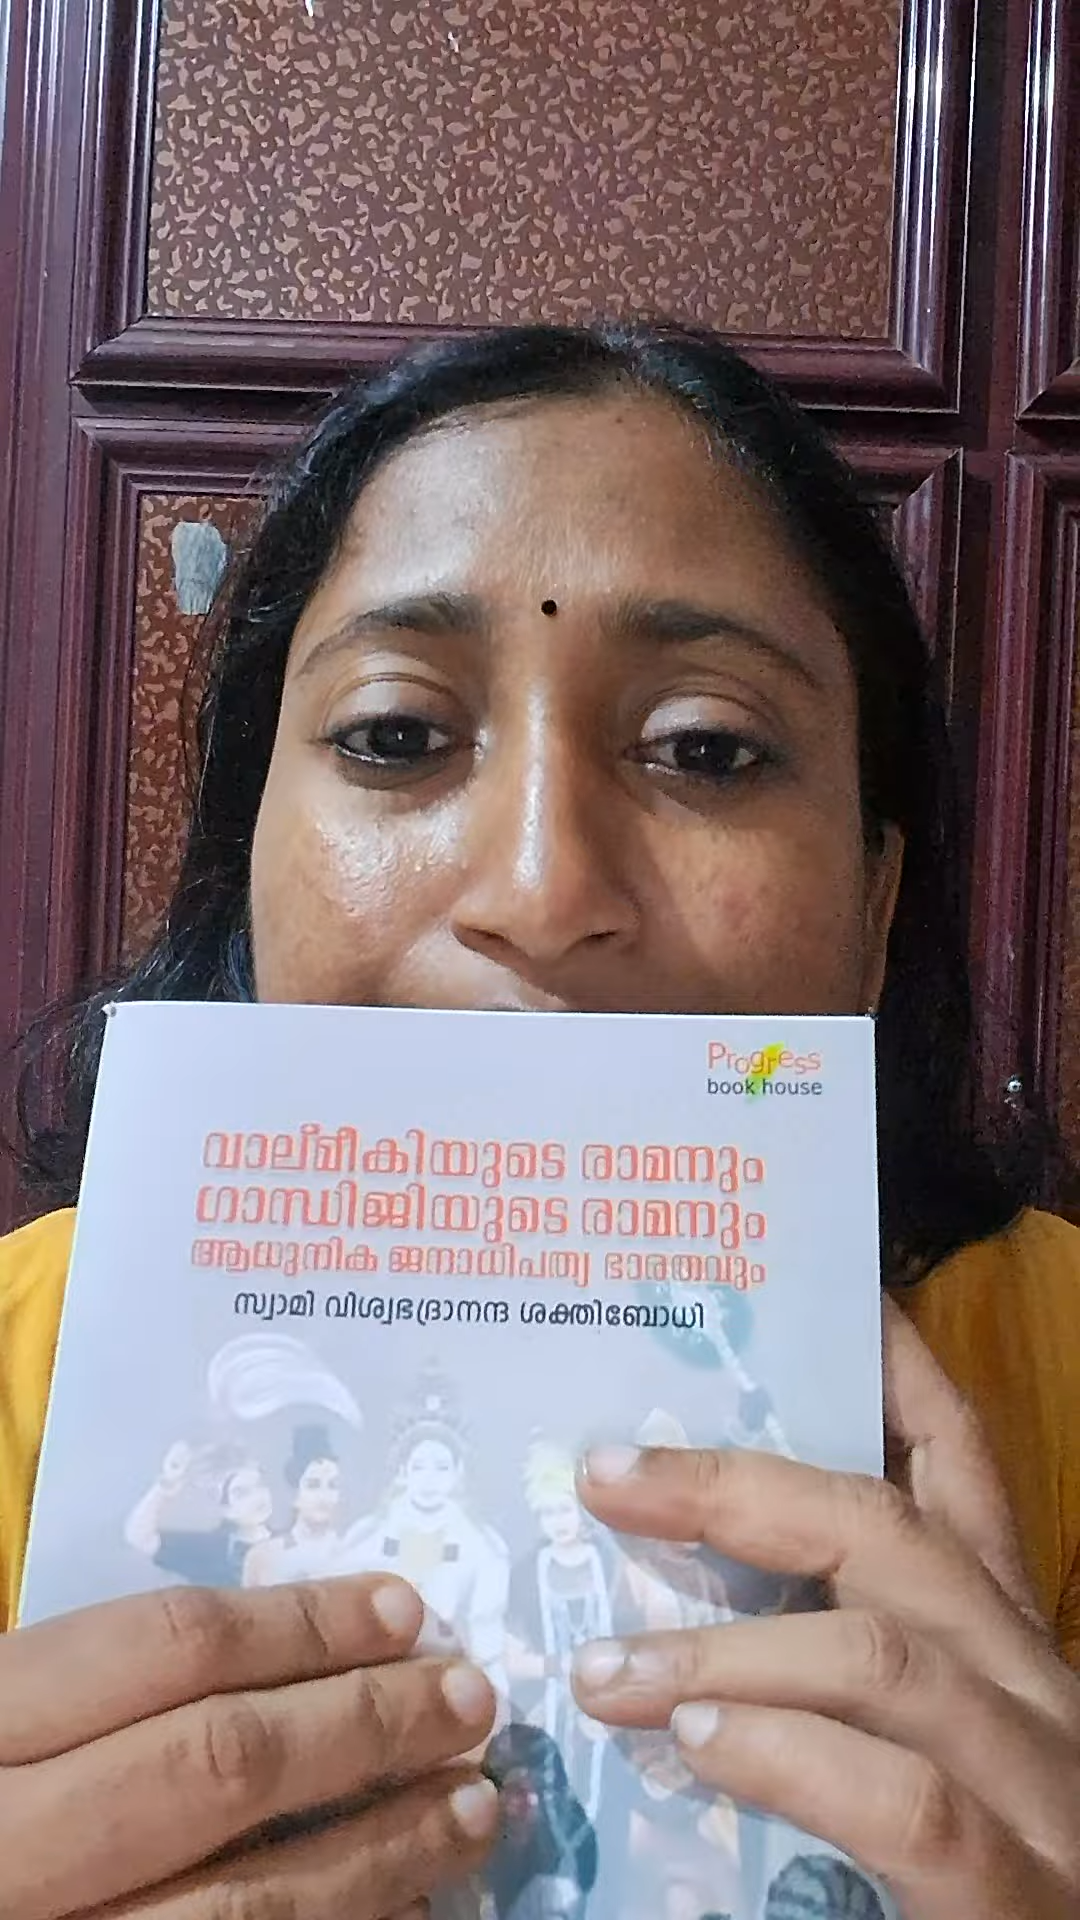 Progress
book house
വാല്മീകിയുടെ രാമനും
ഗാന്ധിജിയുടെ രാമനും
ആധുനിക ജനാധിപത്യ ഭാരതവും
സ്വാമി വിശ്വഭദ്രാനന്ദ ശക്തിബോധി